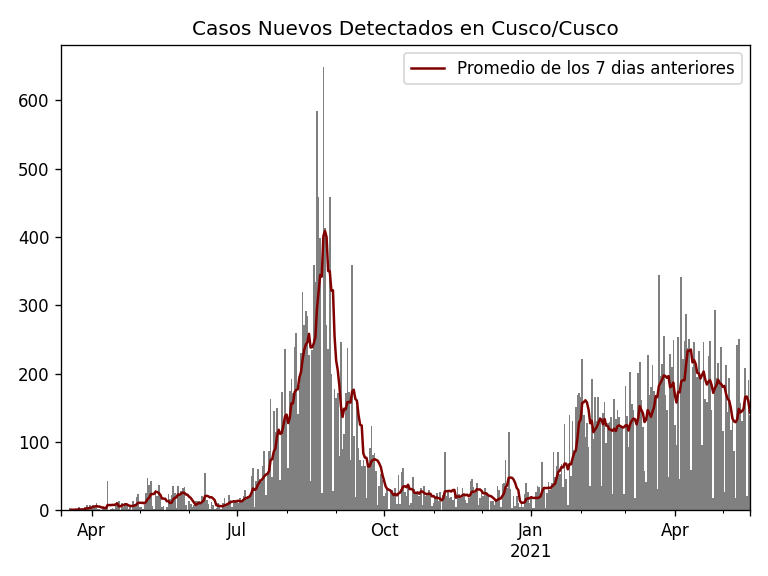 Casos Nuevos Detectados en Cusco/Cusco
Promedio de los 7 dias anteriores
600
500
400
300
200
100
0
Apr
Jul
Oct
Jan
2021
Apr